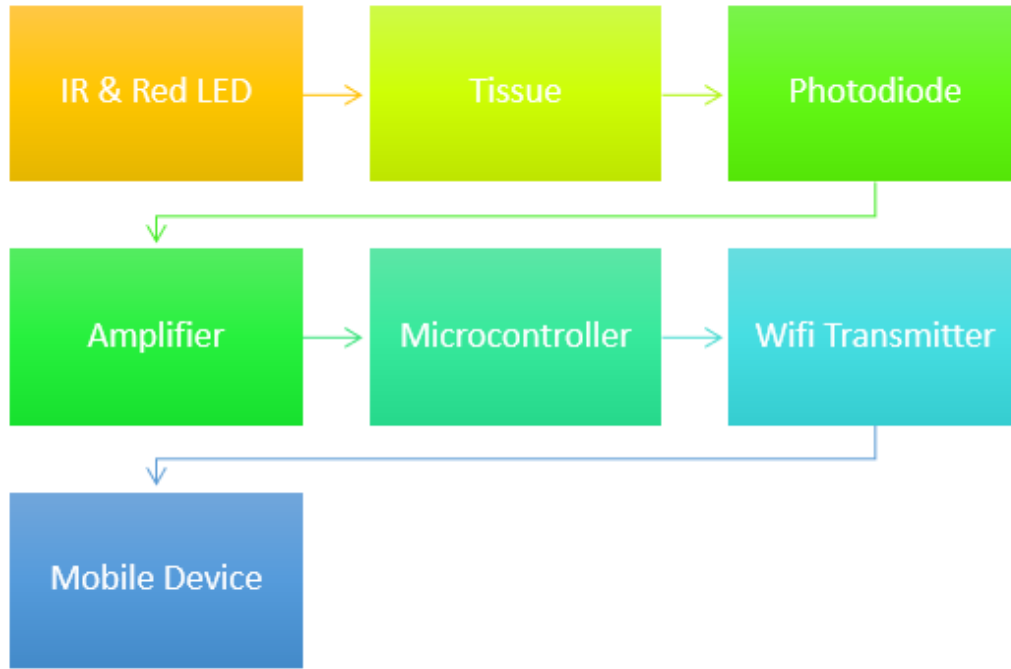 IR & Red LED
Tissue
Photodiode
Amplifier
Microcontroller
Wifi Transmitter
Mobile Device